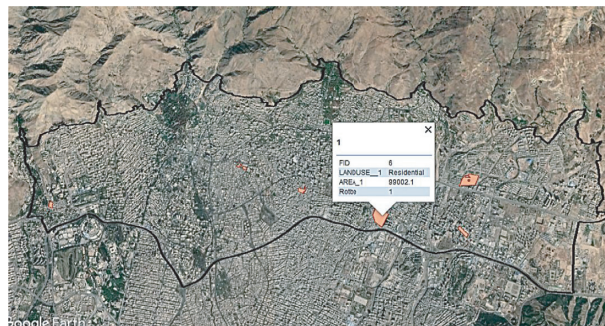 1
FID 6
LANDUSE__1 Residential
AREA_1 99002.1
Rotbe 1
Google Earth